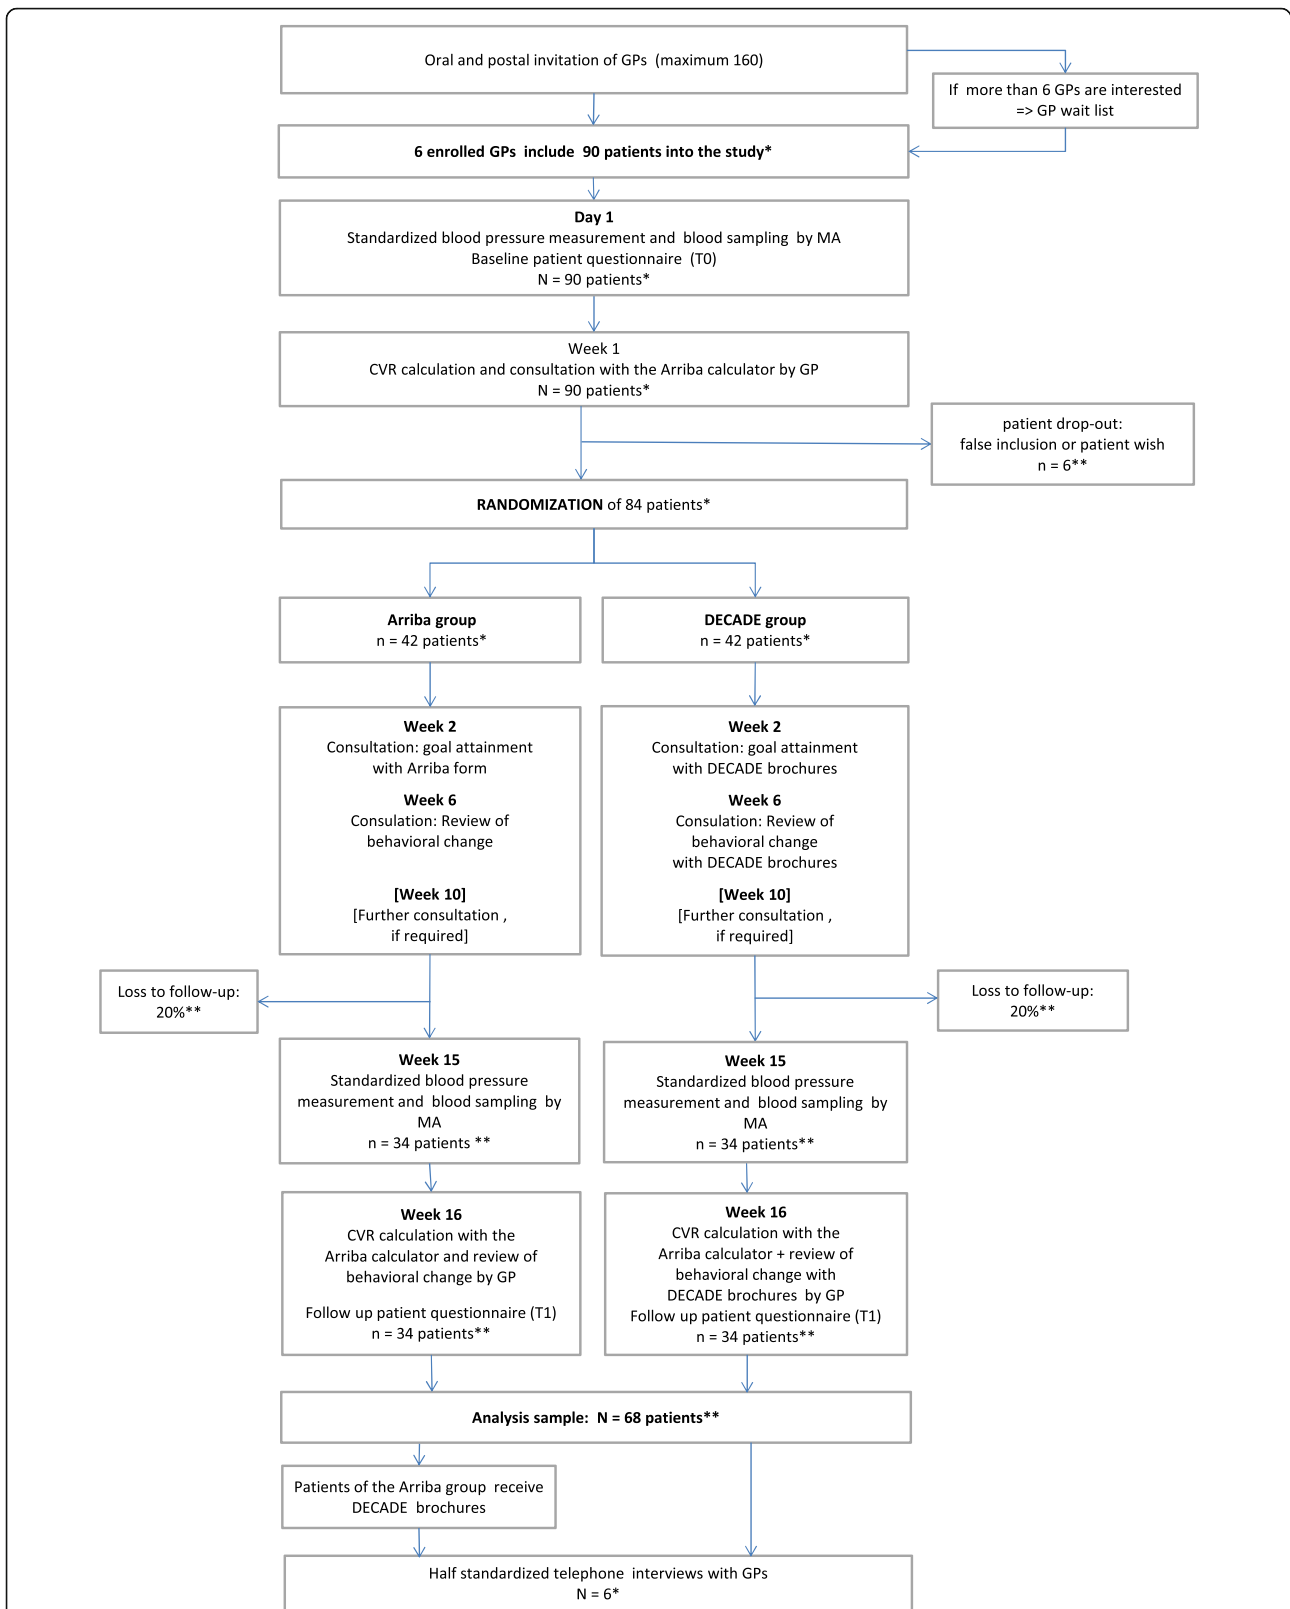 Oral and postal invitation of GPs (maximum 160)
If more than 6 GPs are interested
=> GP wait list
6 enrolled GPs include 90 patients into the study*
Day 1
Standardized blood pressure measurement and blood sampling by MA
Baseline patient questionnaire (T0)
N = 90 patients*
Week 1
CVR calculation and consultation with the Arriba calculator by GP
N = 90 patients*
patient drop-out:
false inclusion or patient wish
n = 6**
RANDOMIZATION of 84 patients*
Arriba group
n = 42 patients*
DECADE group
n = 42 patients*
Week 2
Consultation: goal attainment
with Arriba form
Week 6
Consulation: Review of
behavioral change
[Week 10]
[Further consultation ,
if required]
Week 2
Consultation: goal attainment
with DECADE brochures
Week 6
Consulation: Review of
behavioral change
with DECADE brochures
[Week 10]
[Further consultation ,
if required]
Loss to follow-up:
20%**
Loss to follow-up:
20%**
Week 15
Standardized blood pressure
measurement and blood sampling by
MA
n = 34 patients **
Week 15
Standardized blood pressure
measurement and blood sampling by
MA
n = 34 patients**
Week 16
CVR calculation with the
Arriba calculator and review of
behavioral change by GP
Follow up patient questionnaire (T1)
n = 34 patients**
Week 16
CVR calculation with the
Arriba calculator + review of
behavioral change with
DECADE brochures by GP
Follow up patient questionnaire (T1)
n = 34 patients**
Analysis sample: N = 68 patients**
Patients of the Arriba group receive
DECADE brochures
Half standardized telephone interviews with GPs
N = 6*